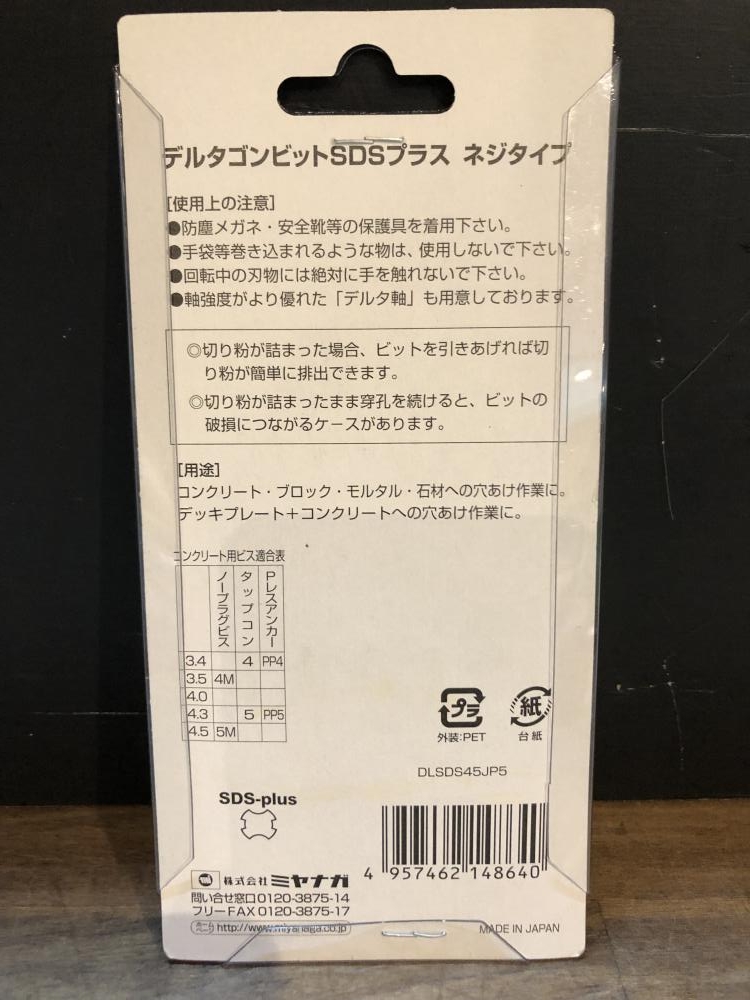 デルタゴンビットSDSプラス ネジタイプ
[使用上の注意]
●防塵メガネ・安全靴等の保護具を着用下さい。
●手袋等巻き込まれるような物は、使用しないで下さい。
●回転中の刃物には絶対に手を触れないで下さい。
●軸強度がより優れた「デルタ軸」も用意しております。
◎切り粉が詰まった場合、ビットを引きあげれば切
り粉が簡単に排出できます。
◎切り粉が詰まったまま穿孔を続けると、ビットの
破損につながるケースがあります。
[用途]
コンクリート・ブロック・モルタル・石材への穴あけ作業に。
デッキプレート+コンクリートへの穴あけ作業に。
コンクリート用ビス適合表
ノープラグビス タップコン Pレスアンカー
3.4 4 PP4
3.5 4M
4.0
4.3 5 PP5
4.5 5M
プラ 紙
外装:PET 台紙
DLSDS45JP5
SDS-plus
4 957462 148640
株式会社 ミヤナガ
問い合せ窓口0120-3875-14
フリーFAX 0120-3875-17
http://www.miyanaga.co.jp
MADE IN JAPAN